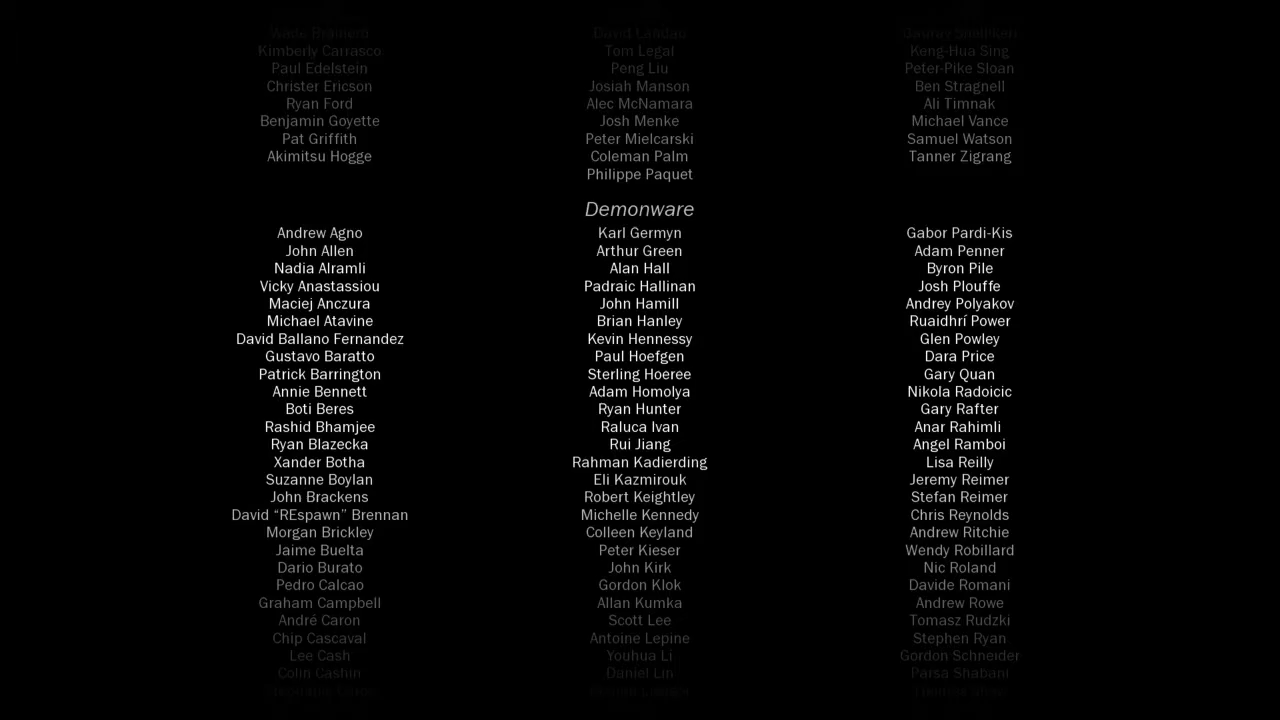 Kimberly Carrasco
Paul Edelstein
Christer Ericson
Ryan Ford
Benjamin Goyette
Pat Griffith
Akimitsu Hogge
David Landau
Tom Legal
Peng Liu
Josiah Manson
Alec McNamara
Josh Menke
Peter Mielcarski
Coleman Palm
Philippe Paquet
Keng-Hua Sing
Peter-Pike Sloan
Ben Stragnell
Ali Timnak
Michael Vance
Samuel Watson
Tanner Zigrang
Demonware
Andrew Agno
John Allen
Nadia Alramli
Vicky Anastassiou
Maciej Anczura
Michael Atavine
David Ballano Fernandez
Gustavo Baratto
Patrick Barrington
Annie Bennett
Boti Beres
Rashid Bhamjee
Ryan Blazecka
Xander Botha
Suzanne Boylan
John Brackens
David “REspawn” Brennan
Morgan Brickley
Jaime Buelta
Dario Burato
Pedro Calcao
Graham Campbell
André Caron
Chip Cascaval
Lee Cash
Colin Cashin
Karl Germyn
Arthur Green
Alan Hall
Padraic Hallinan
John Hamill
Brian Hanley
Kevin Hennessy
Paul Hoefgen
Sterling Hoeree
Adam Homolya
Ryan Hunter
Raluca Ivan
Rui Jiang
Rahman Kadierding
Eli Kazmirouk
Robert Keightley
Michelle Kennedy
Colleen Keyland
Peter Kieser
John Kirk
Gordon Klok
Allan Kumka
Scott Lee
Antoine Lepine
Youhua Li
Daniel Lin
Gabor Pardi-Kis
Adam Penner
Byron Pile
Josh Plouffe
Andrey Polyakov
Ruaidhrí Power
Glen Powley
Dara Price
Gary Quan
Nikola Radoicic
Gary Rafter
Anar Rahimli
Angel Ramboi
Lisa Reilly
Jeremy Reimer
Stefan Reimer
Chris Reynolds
Andrew Ritchie
Wendy Robillard
Nic Roland
Davide Romani
Andrew Rowe
Tomasz Rudzki
Stephen Ryan
Gordon Schneider
Parsa Shabani